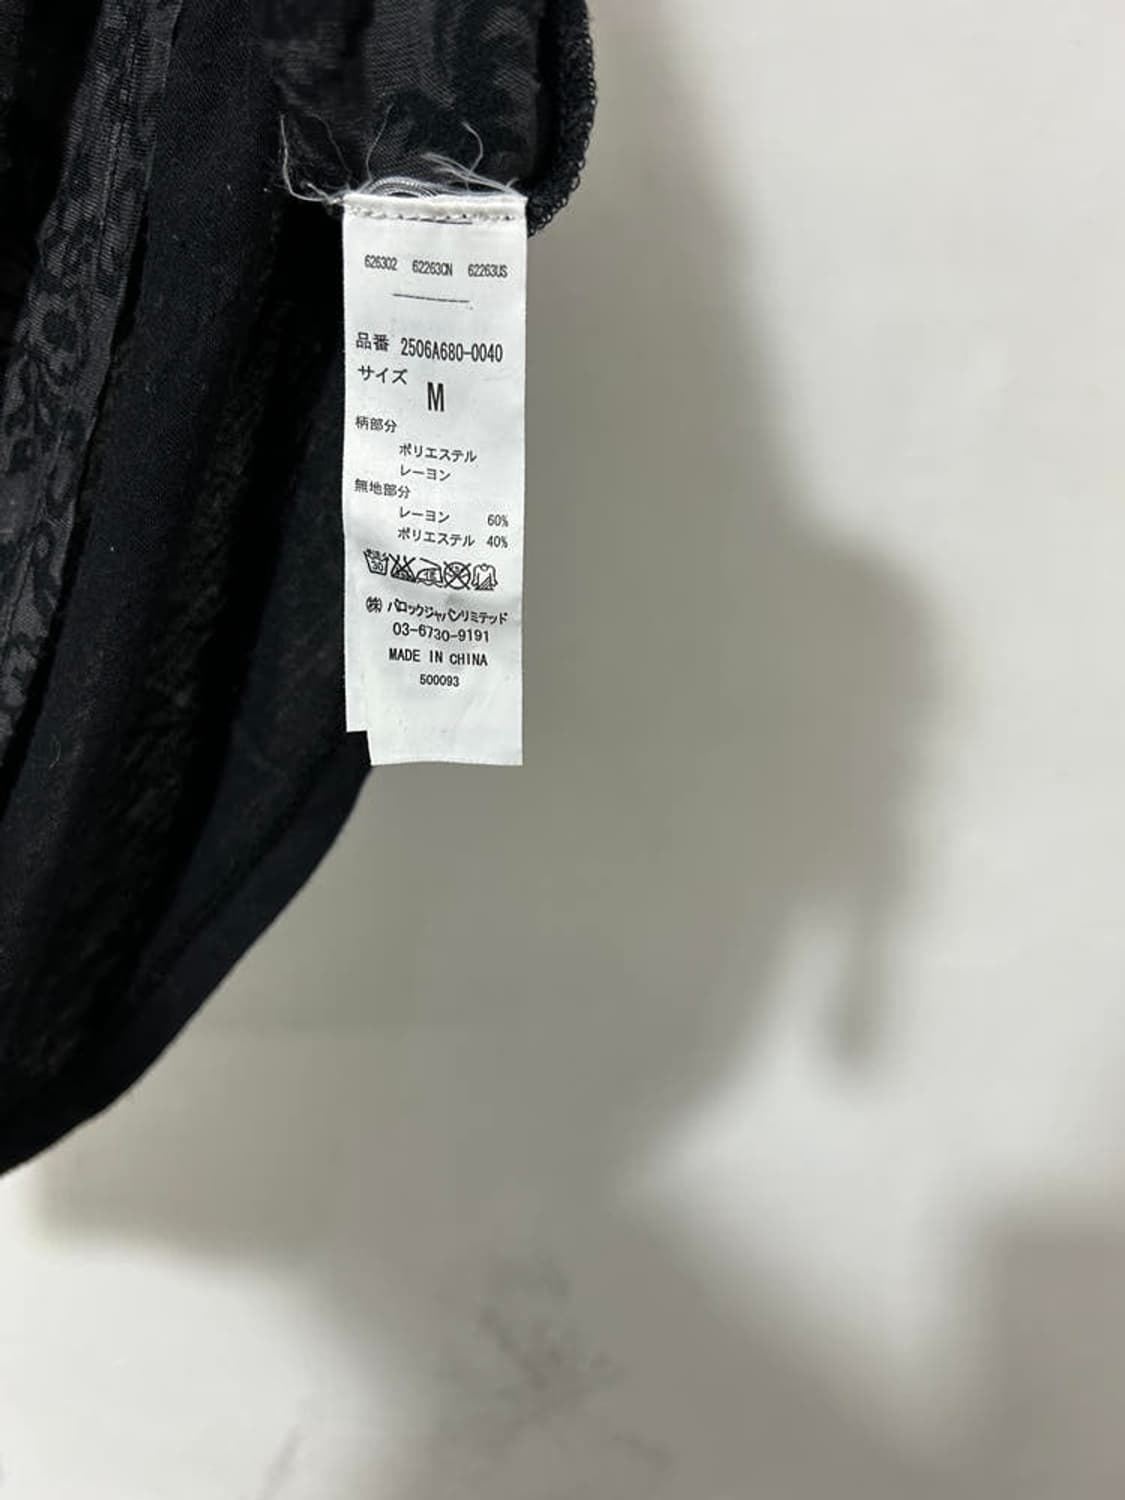 626302 62263CN 62263US
品番 2506A680-0040
サイズ
M
柄部分
ポリエステル
レーヨン
無地部分
レーヨン 60%
ポリエステル 40%
㈱ バロックジャパンリミテッド
03-6730-9191
MADE IN CHINA
500093